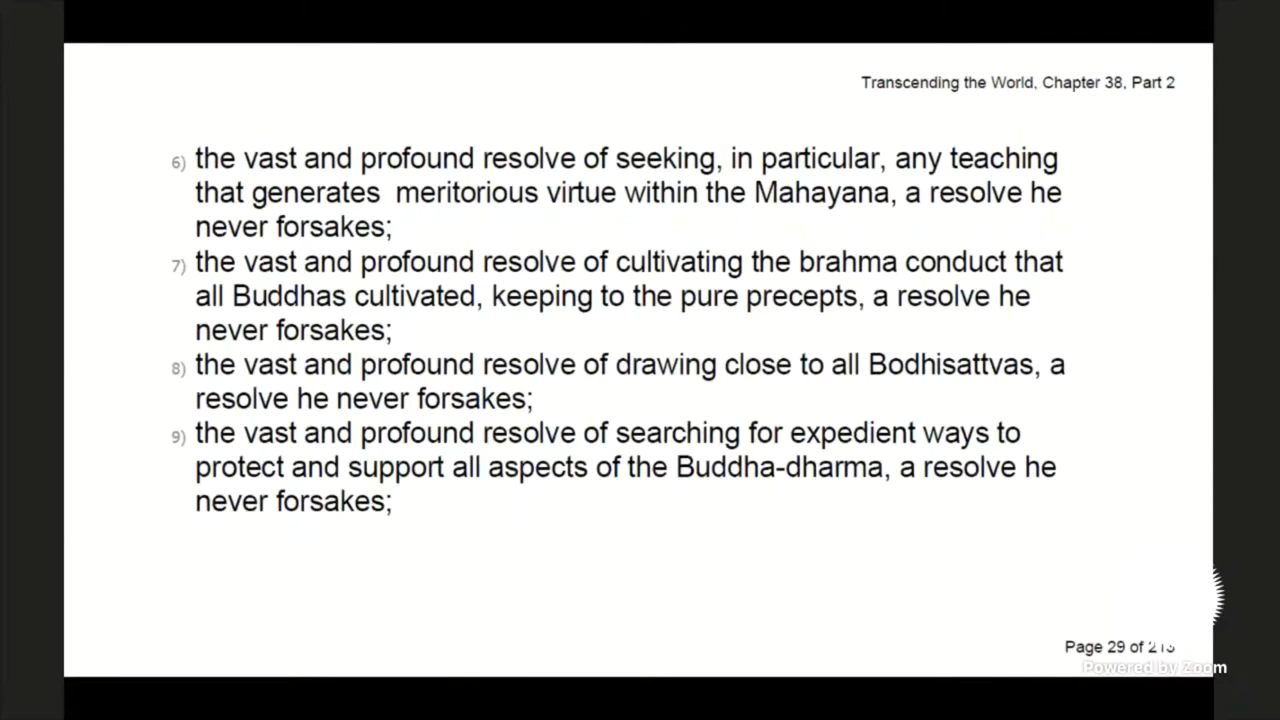 Transcending the World, Chapter 38, Part 2
6) the vast and profound resolve of seeking, in particular, any teaching
that generates meritorious virtue within the Mahayana, a resolve he
never forsakes;
7) the vast and profound resolve of cultivating the brahma conduct that
all Buddhas cultivated, keeping to the pure precepts, a resolve he
never forsakes;
8) the vast and profound resolve of drawing close to all Bodhisattvas, a
resolve he never forsakes;
9) the vast and profound resolve of searching for expedient ways to
protect and support all aspects of the Buddha-dharma, a resolve he
never forsakes;
Page 29 of
Powered by Zoom